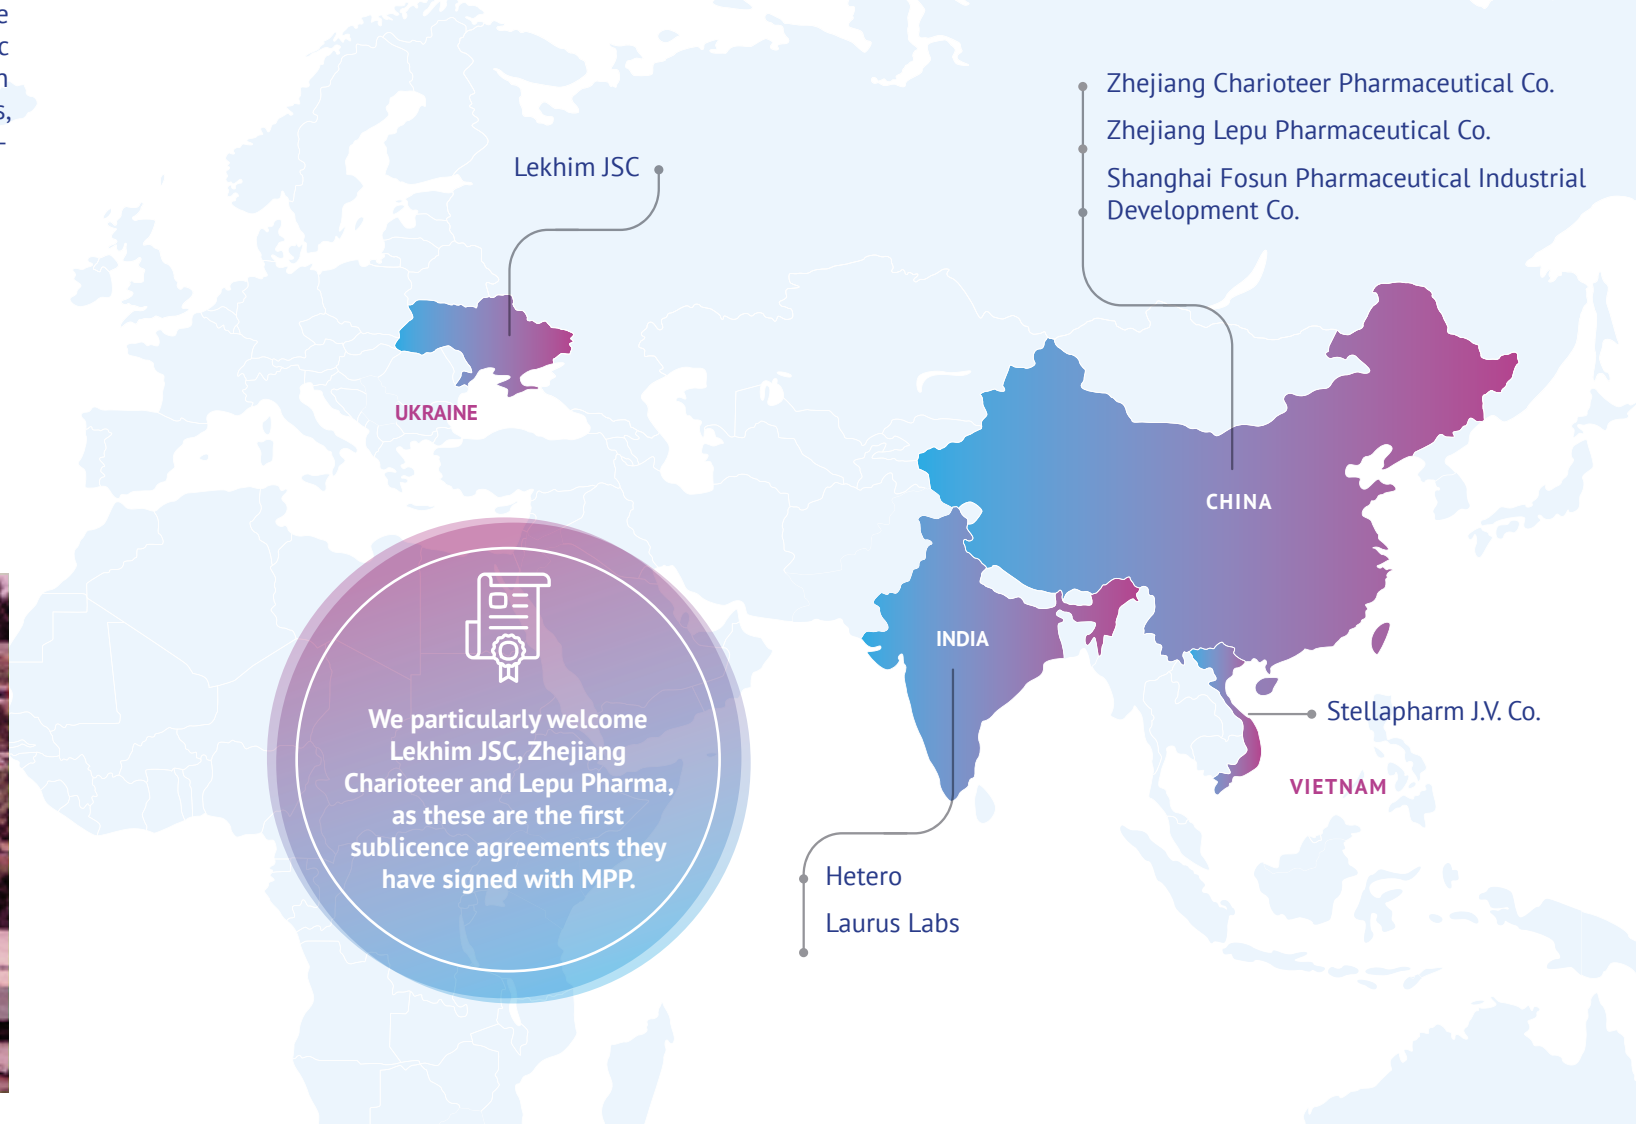 Zhejiang Charioteer Pharmaceutical Co.
Zhejiang Lepu Pharmaceutical Co.
Shanghai Fosun Pharmaceutical Industrial
Development Co.
Lekhim JSC
UKRAINE
CHINA
INDIA
Stellapharm J.V. Co.
VIETNAM
We particularly welcome
Lekhim JSC, Zhejiang
Charioteer and Lepu Pharma,
as these are the first
sublicence agreements they
have signed with MPP.
Hetero
Laurus Labs